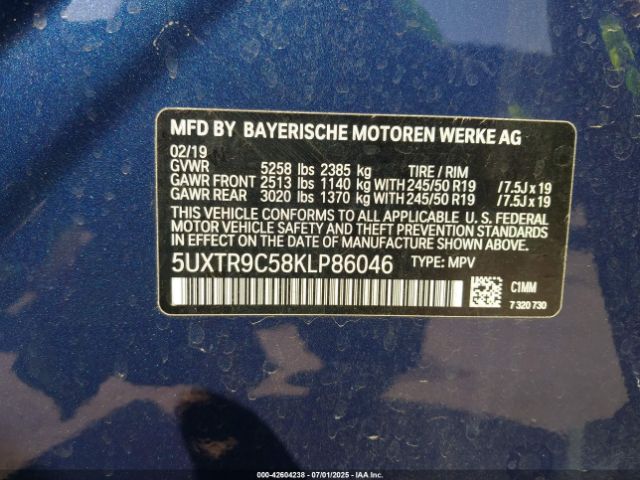 MFD BY BAYERISCHE MOTOREN WERKE AG
02/19
GVWR 5258 lbs 2385 kg TIRE / RIM
GAWR FRONT 2513 lbs 1140 kg WITH 245/50 R19 /7.5J x 19
GAWR REAR 3020 lbs 1370 kg WITH 245/50 R19 /7.5J x 19
THIS VEHICLE CONFORMS TO ALL APPLICABLE U. S. FEDERAL
MOTOR VEHICLE SAFETY AND THEFT PREVENTION STANDARDS
IN EFFECT ON THE DATE OF MANUFACTURE SHOWN ABOVE.
5UXTR9C58KLP86046 TYPE: MPV
C1MM
7 320 730
000-42604238 - 07/01/2025 - IAAI.com